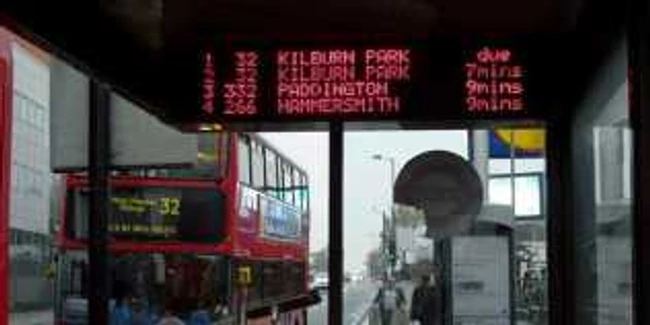 1 32 KILBURN PARK due
2 32 KILBURN PARK 7mins
3 332 PADDINGTON 9mins
4 266 HAMMERSMITH 9mins
32